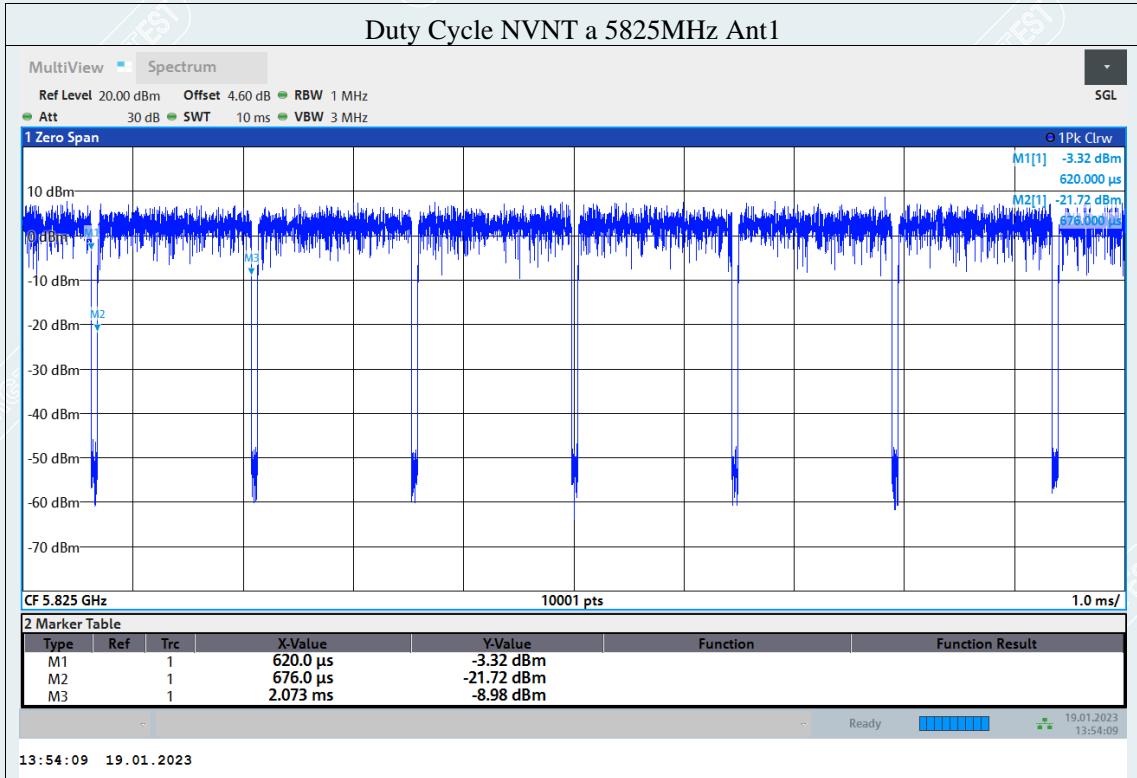 Duty Cycle NVNT a 5825MHz Ant1
MultiView Spectrum
Ref Level 20.00 dBm Offset 4.60 dB RBW 1 MHz SGL
Att 30 dB SWT 10 ms VBW 3 MHz
1 Zero Span 1Pk Clrw
M1[1] -3.32 dBm
620.000 µs
M2[1] -21.72 dBm
676.000 µs
10 dBm
0 dBm
M1
M3
-10 dBm
M2
-20 dBm
-30 dBm
-40 dBm
-50 dBm
-60 dBm
-70 dBm
CF 5.825 GHz 10001 pts 1.0 ms/
2 Marker Table
Type Ref Trc X-Value Y-Value Function Function Result
M1 1 620.0 µs -3.32 dBm
M2 1 676.0 µs -21.72 dBm
M3 1 2.073 ms -8.98 dBm
Ready 19.01.2023
13:54:09
13:54:09 19.01.2023